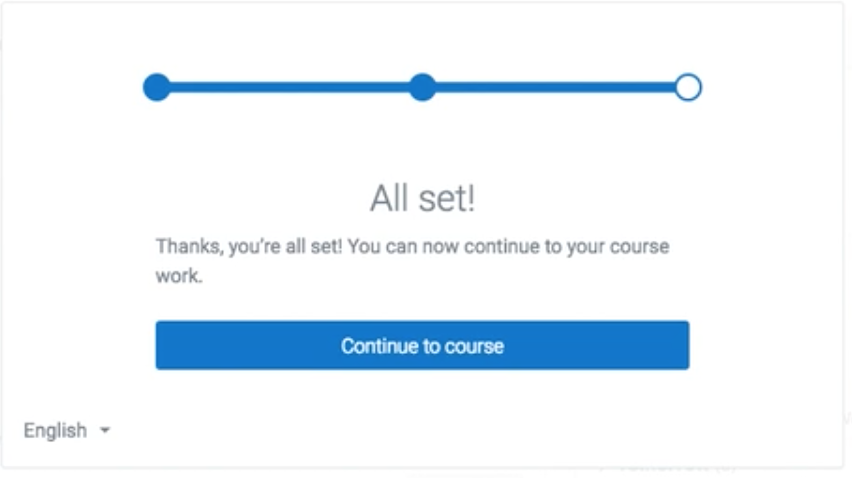 All set!
Thanks, you're all set! You can now continue to your course
work.
Continue to course
English